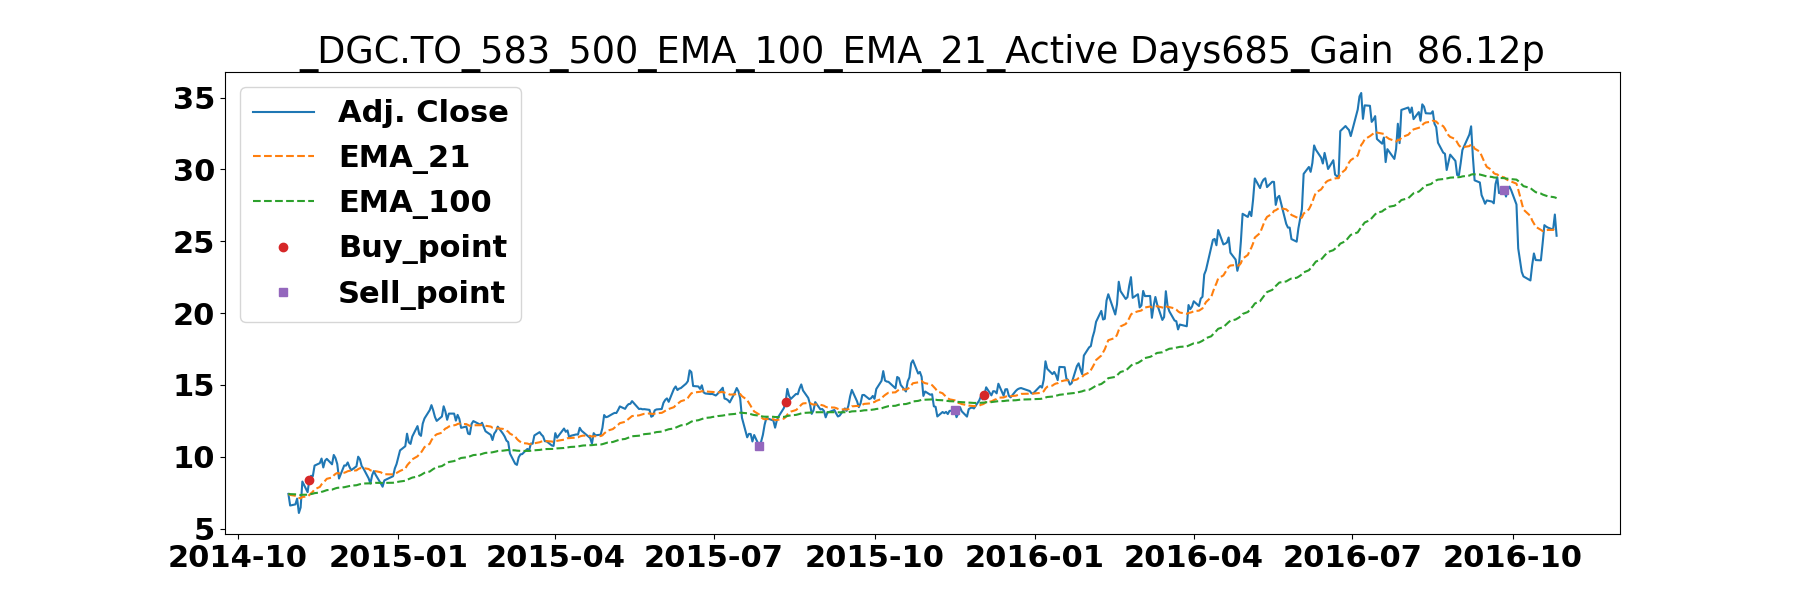 _DGC.TO_583_500_EMA_100_EMA_21_Active Days685_Gain  86.12p
Adj. Close
EMA_21
EMA_100
Buy_point
Sell_point
35
30
25
20
15
10
5
2014-10 2015-01 2015-04 2015-07 2015-10 2016-01 2016-04 2016-07 2016-10